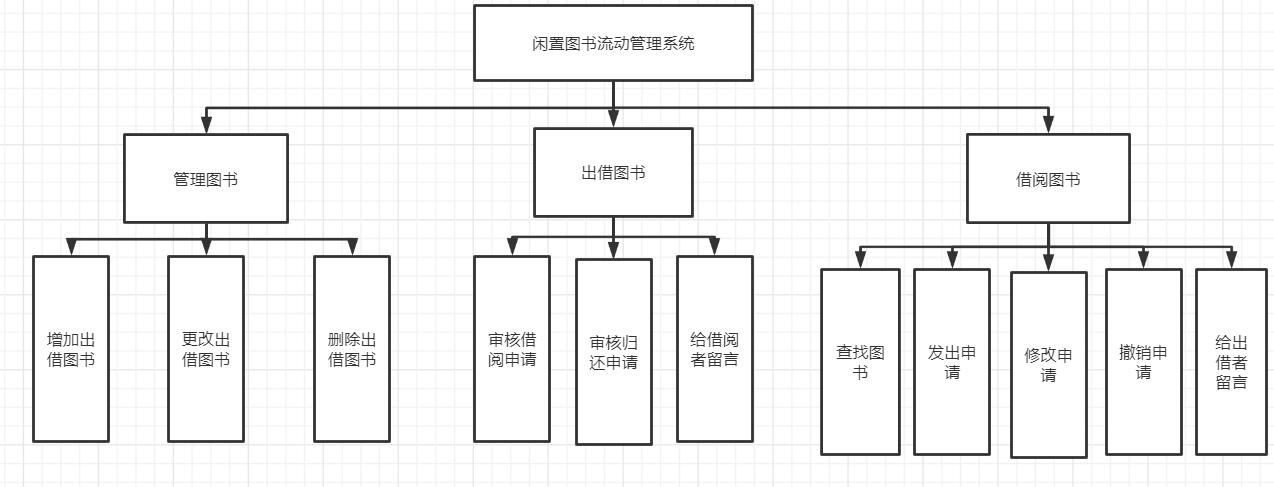 闲置图书流动管理系统
管理图书
出借图书
借阅图书
增加出
借图书
更改出
借图书
删除出
借图书
审核借
阅申请
审核归
还申请
给借阅
者留言
查找图
书
发出申
请
修改申
请
撤销申
请
给出
借者
留言